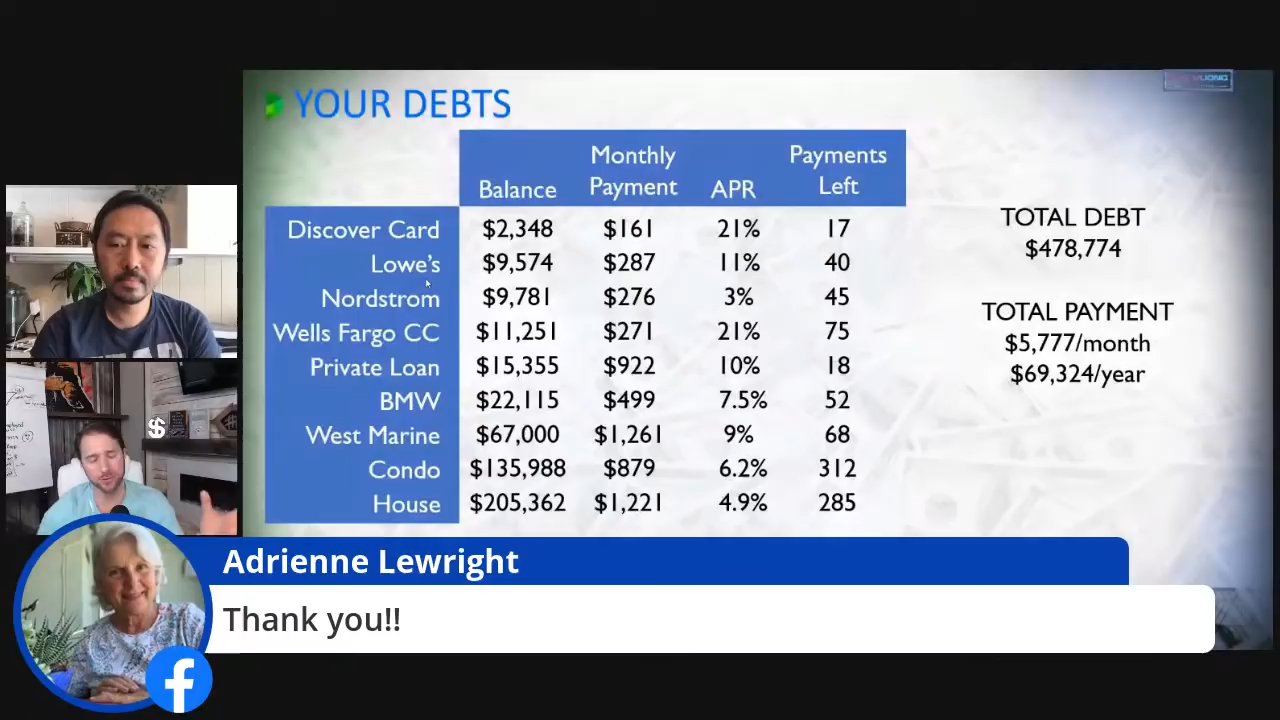 YOUR DEBTS
Balance Monthly Payment APR Payments Left
Discover Card $2,348 $161 21% 17
Lowe's $9,574 $287 11% 40
Nordstrom $9,781 $276 3% 45
Wells Fargo CC $11,251 $271 21% 75
Private Loan $15,355 $922 10% 18
BMW $22,115 $499 7.5% 52
West Marine $67,000 $1,261 9% 68
Condo $135,988 $879 6.2% 312
House $205,362 $1,221 4.9% 285
TOTAL DEBT
$478,774
TOTAL PAYMENT
$5,777/month
$69,324/year
$
Adrienne Lewright
Thank you!!